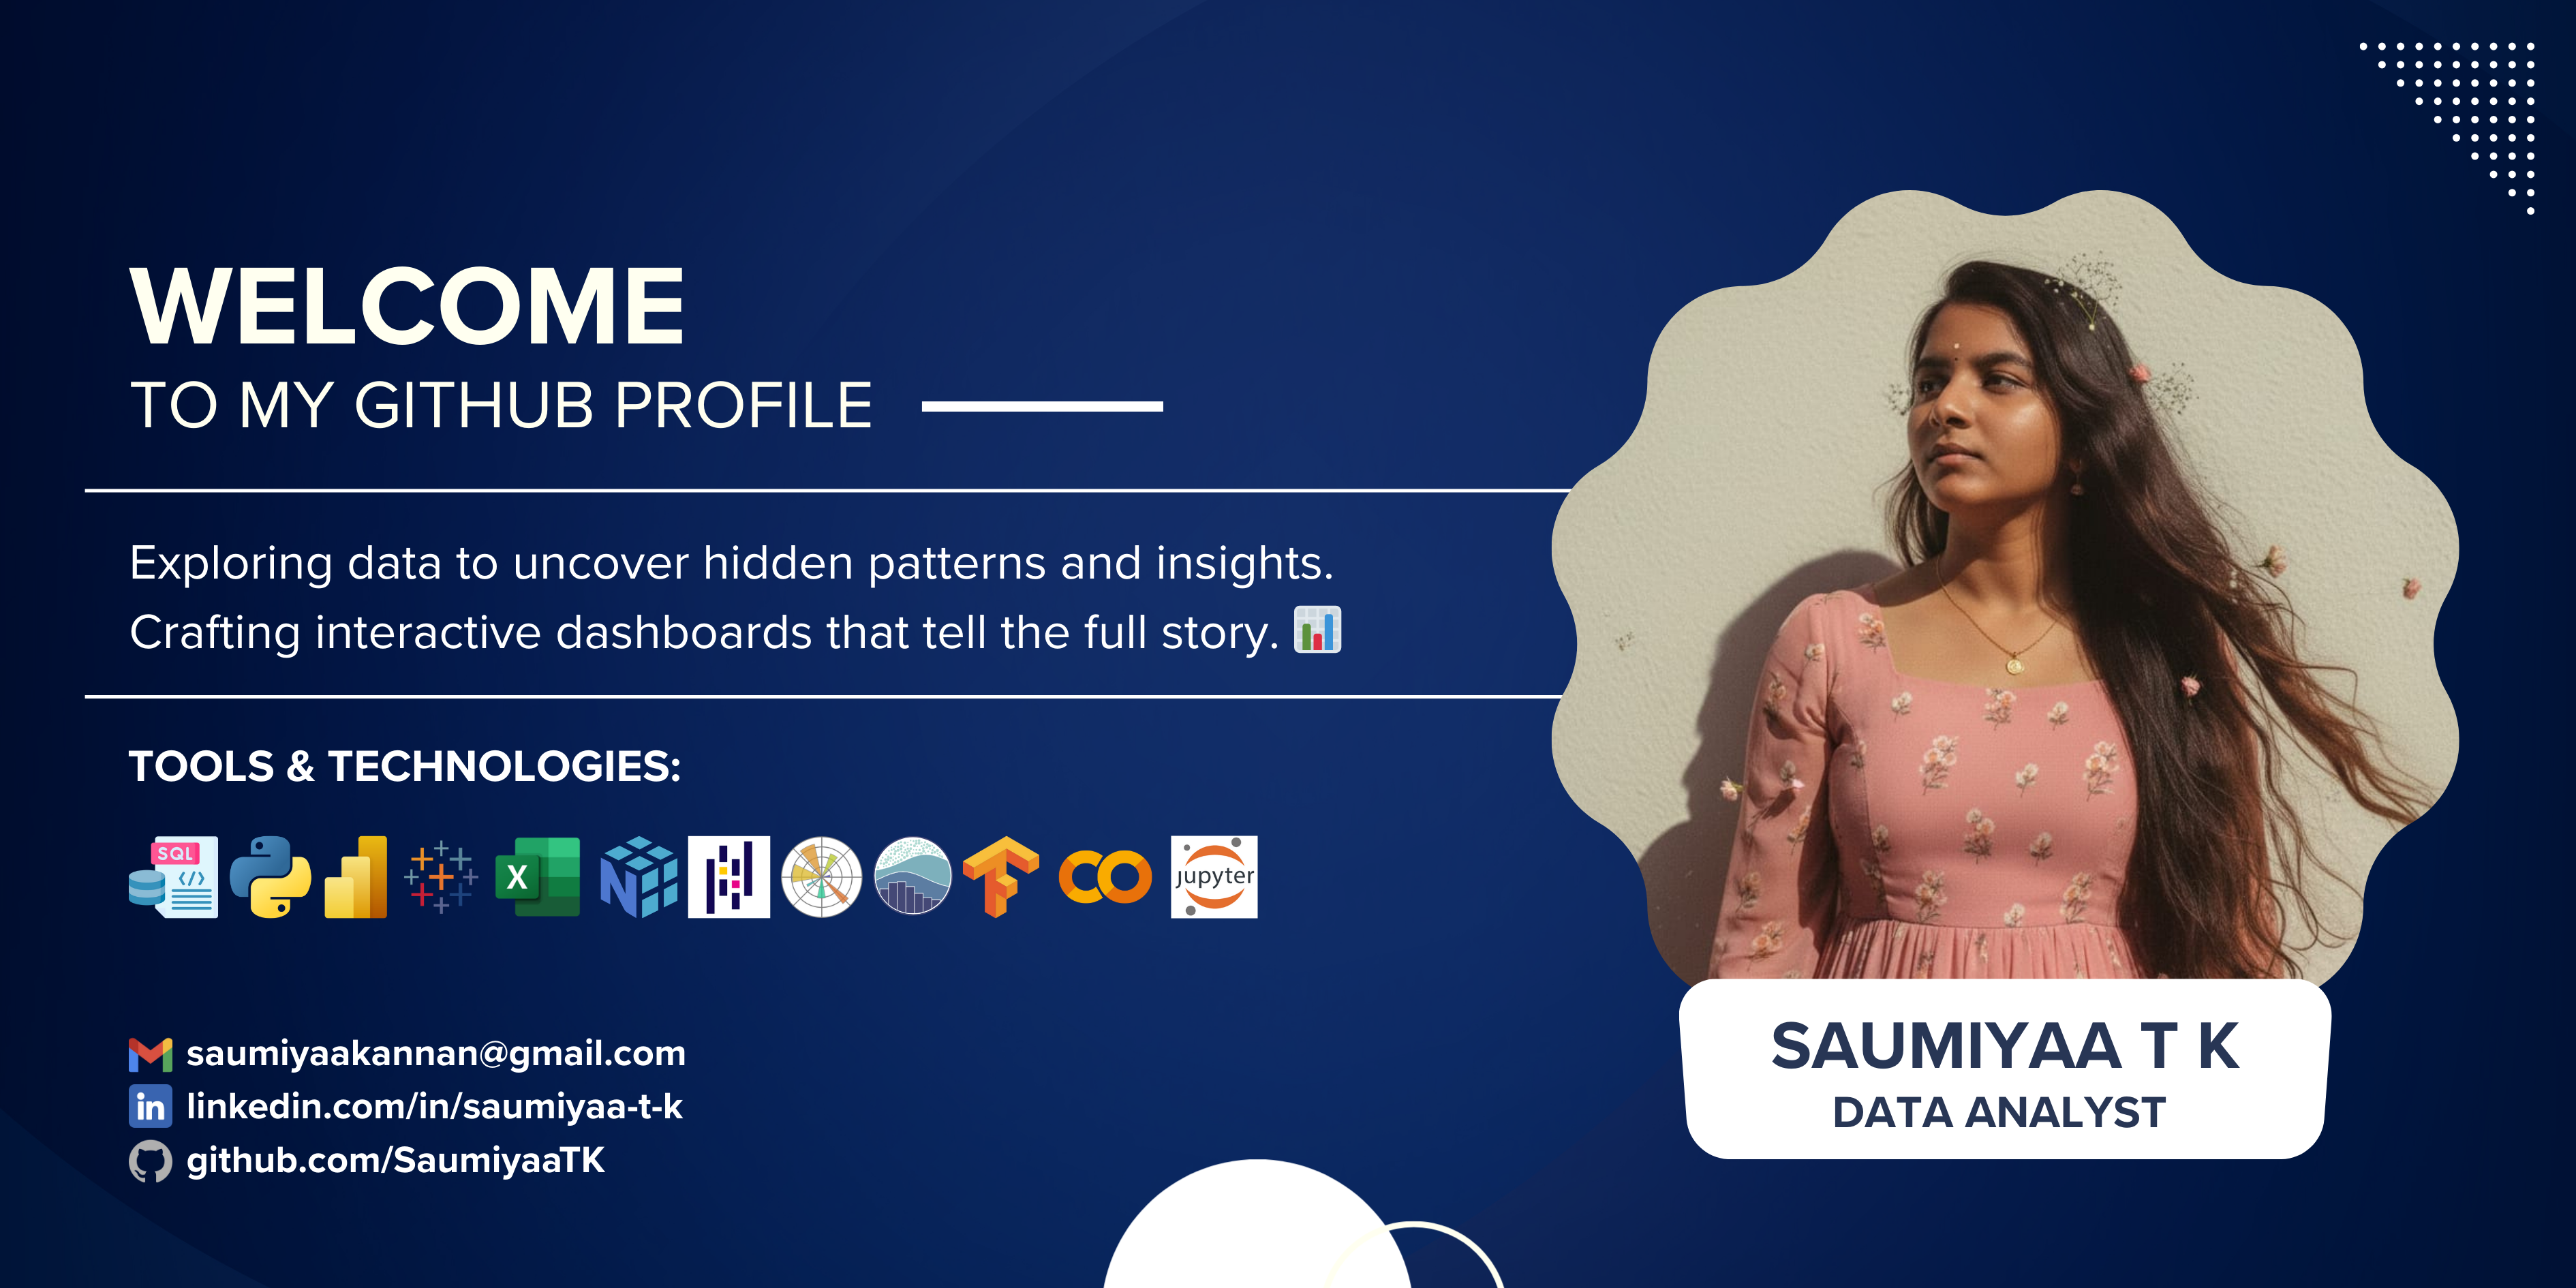 WELCOME
TO MY GITHUB PROFILE
Exploring data to uncover hidden patterns and insights.
Crafting interactive dashboards that tell the full story. 📊
TOOLS & TECHNOLOGIES:
SQL
</>
X
N
jupyter
saumiyaakannan@gmail.com
in linkedin.com/in/saumiyaa-t-k
github.com/SaumiyaaTK
SAUMIYAA T K
DATA ANALYST